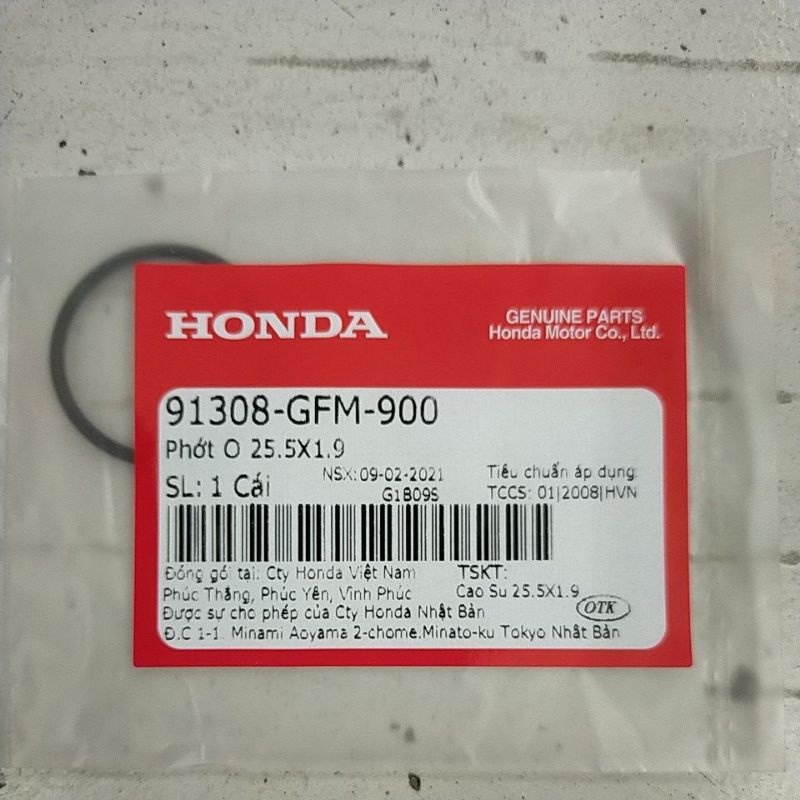 HONDA
GENUINE PARTS
Honda Motor Co., Ltd.
91308-GFM-900
Phớt O 25.5X1.9
SL: 1 Cái
NSX: 09-02-2021
G1B09S
Tiêu chuẩn áp dụng:
TCCS: 01|2008|HVN
Đóng gói tại: Cty Honda Việt Nam
Phúc Thắng, Phúc Yên, Vĩnh Phúc
TSKT:
Cao Su 25.5X1.9
Được sự cho phép của Cty Honda Nhật Bản
Đ.C 1-1. Minami Aoyama 2-chome.Minato-ku Tokyo Nhật Bản
OTK